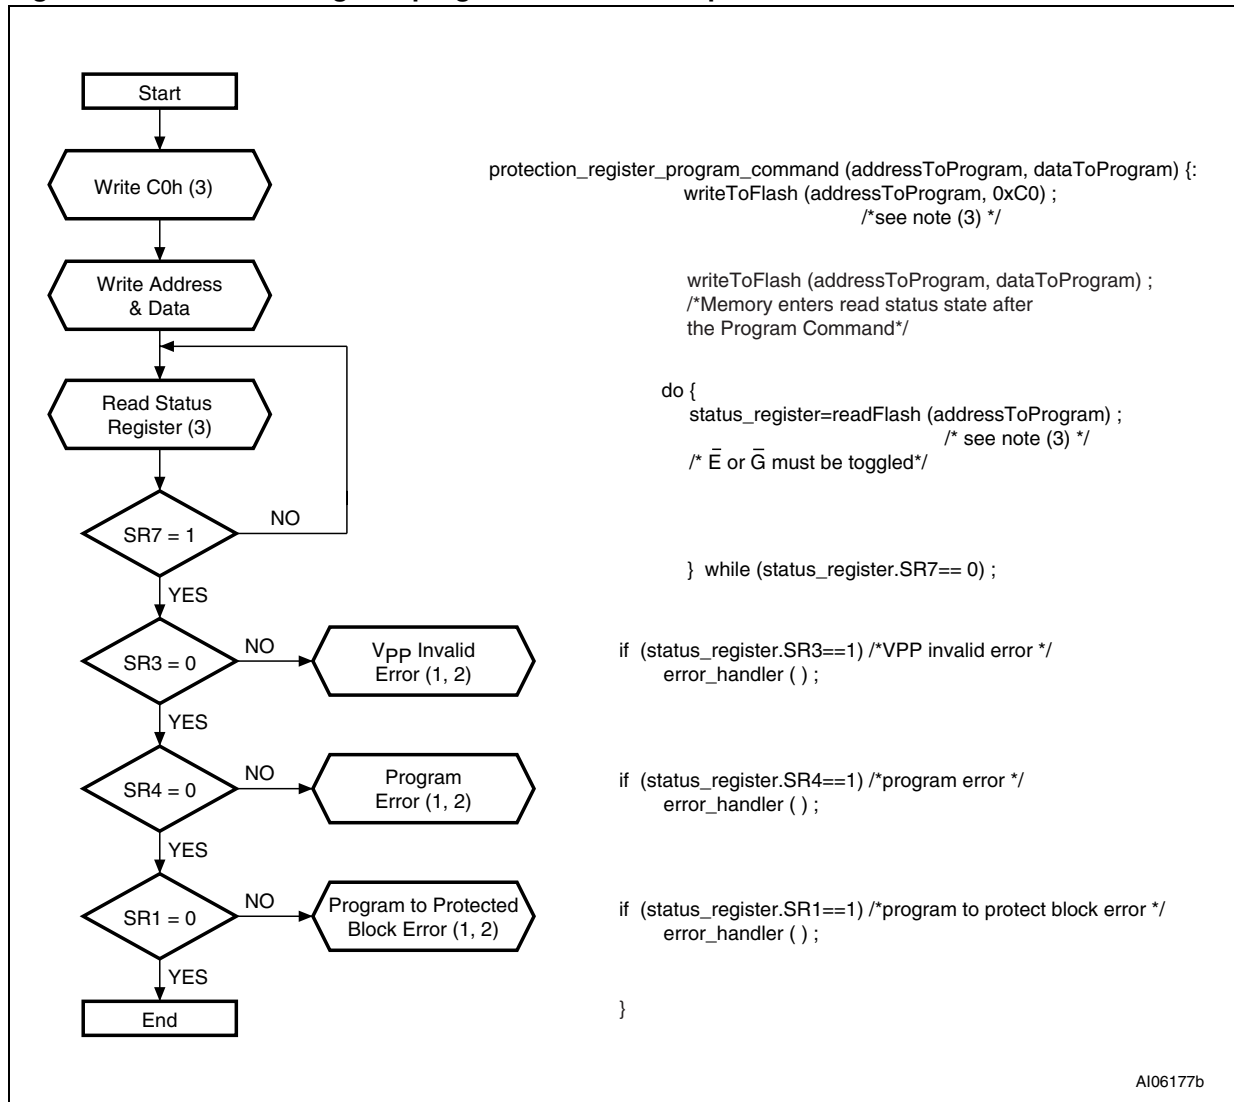 Start
Write C0h (3)
Write Address
& Data
Read Status
Register (3)
SR7 = 1
NO
YES
SR3 = 0
NO
VPP Invalid
Error (1, 2)
YES
SR4 = 0
NO
Program
Error (1, 2)
YES
SR1 = 0
NO
Program to Protected
Block Error (1, 2)
YES
End
protection_register_program_command (addressToProgram, dataToProgram) {:
writeToFlash (addressToProgram, 0xC0) ;
/*see note (3) */
writeToFlash (addressToProgram, dataToProgram) ;
/*Memory enters read status state after
the Program Command*/
do {
status_register=readFlash (addressToProgram) ;
/* see note (3) */
/* E̅ or G̅ must be toggled*/
} while (status_register.SR7== 0) ;
if (status_register.SR3==1) /*VPP invalid error */
error_handler ( ) ;
if (status_register.SR4==1) /*program error */
error_handler ( ) ;
if (status_register.SR1==1) /*program to protect block error */
error_handler ( ) ;
}
AI06177b